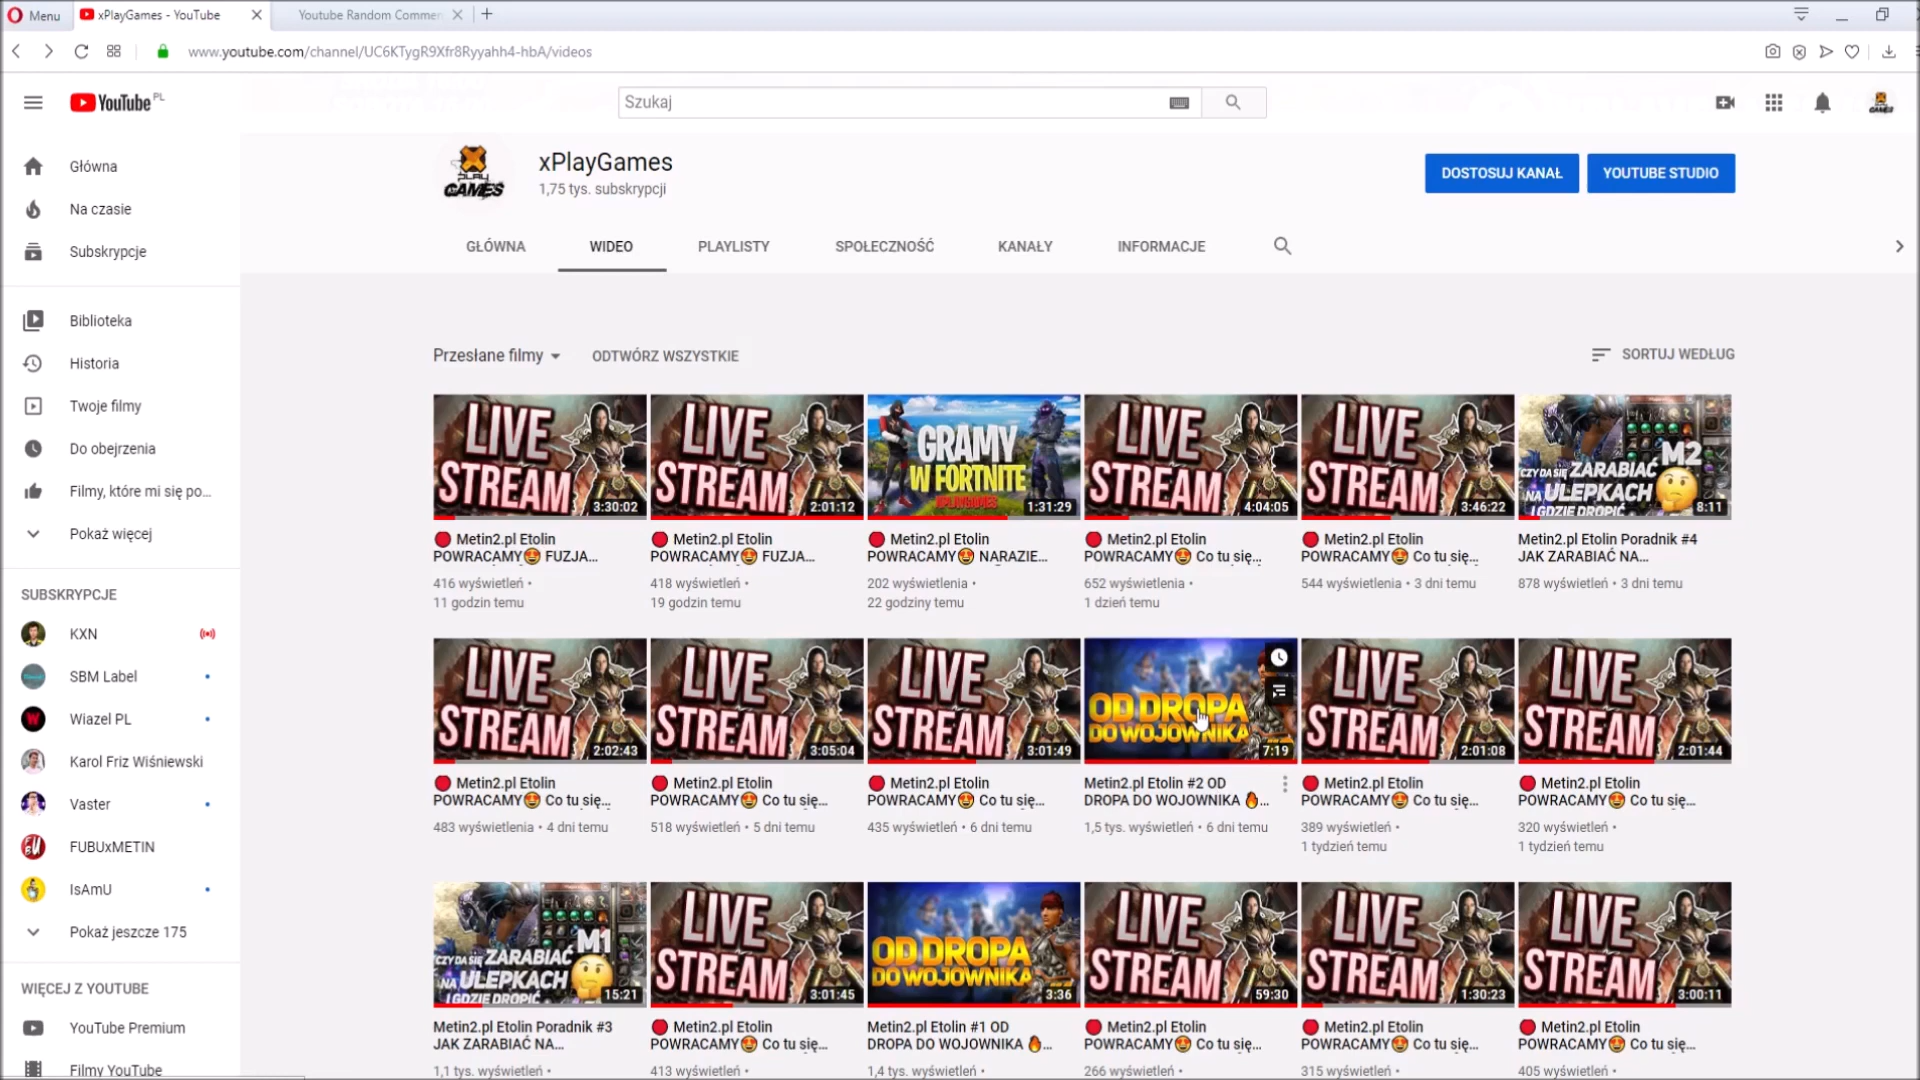 Menu
xPlayGames - YouTube
Youtube Random Commen
www.youtube.com/channel/UC6KTygR9Xfr8Ryyahh4-hbA/videos
YouTube PL
Szukaj
GAMES
Główna
Na czasie
Subskrypcje
Biblioteka
Historia
Twoje filmy
Do obejrzenia
Filmy, które mi się po...
Pokaż więcej
SUBSKRYPCJE
KXN
SBM Label
Wiazel PL
Karol Friz Wiśniewski
Vaster
FUBUxMETIN
IsAmU
Pokaż jeszcze 175
WIĘCEJ Z YOUTUBE
YouTube Premium
Filmy YouTube
PLAY
GAMES
xPlayGames
1,75 tys. subskrypcji
DOSTOSUJ KANAŁ
YOUTUBE STUDIO
GŁÓWNA
WIDEO
PLAYLISTY
SPOŁECZNOŚĆ
KANAŁY
INFORMACJE
Przesłane filmy
ODTWÓRZ WSZYSTKIE
SORTUJ WEDŁUG
LIVE
STREAM
3:30:02
Metin2.pl Etolin
POWRACAMY😍 FUZJA...
416 wyświetleń •
11 godzin temu
LIVE
STREAM
2:01:12
Metin2.pl Etolin
POWRACAMY😍 FUZJA...
418 wyświetleń •
19 godzin temu
GRAMY
W FORTNITE
1:31:29
Metin2.pl Etolin
POWRACAMY😍 NARAZIE...
202 wyświetlenia •
22 godziny temu
LIVE
STREAM
4:04:05
Metin2.pl Etolin
POWRACAMY😍 Co tu się...
652 wyświetlenia •
1 dzień temu
LIVE
STREAM
3:46:22
Metin2.pl Etolin
POWRACAMY😍 Co tu się...
544 wyświetlenia • 3 dni temu
M2
CZY DA SIĘ ZARABIAĆ
NA ULEPKACH
I GDZIE DROPIĆ
8:11
Metin2.pl Etolin Poradnik #4
JAK ZARABIAĆ NA...
878 wyświetleń • 3 dni temu
LIVE
STREAM
2:02:43
Metin2.pl Etolin
POWRACAMY😍 Co tu się...
483 wyświetlenia • 4 dni temu
LIVE
STREAM
3:05:04
Metin2.pl Etolin
POWRACAMY😍 Co tu się...
518 wyświetleń • 5 dni temu
LIVE
STREAM
3:01:49
Metin2.pl Etolin
POWRACAMY😍 Co tu się...
435 wyświetleń • 6 dni temu
OD DROPA
DO WOJOWNIKA
7:19
Metin2.pl Etolin #2 OD
DROPA DO WOJOWNIKA 🔥...
1,5 tys. wyświetleń • 6 dni temu
LIVE
STREAM
2:01:08
Metin2.pl Etolin
POWRACAMY😍 Co tu się...
389 wyświetleń •
1 tydzień temu
LIVE
STREAM
2:01:44
Metin2.pl Etolin
POWRACAMY😍 Co tu się...
320 wyświetleń •
1 tydzień temu
M1
CZY DA SIĘ ZARABIAĆ
NA ULEPKACH
I GDZIE DROPIĆ
15:21
Metin2.pl Etolin Poradnik #3
JAK ZARABIAĆ NA...
1,1 tys. wyświetleń •
LIVE
STREAM
3:01:45
Metin2.pl Etolin
POWRACAMY😍 Co tu się...
413 wyświetleń •
OD DROPA
DO WOJOWNIKA
3:36
Metin2.pl Etolin #1 OD
DROPA DO WOJOWNIKA 🔥...
1,4 tys. wyświetleń •
LIVE
STREAM
59:30
Metin2.pl Etolin
POWRACAMY😍 Co tu się...
266 wyświetleń •
LIVE
STREAM
1:30:23
Metin2.pl Etolin
POWRACAMY😍 Co tu się...
315 wyświetleń •
LIVE
STREAM
3:00:11
Metin2.pl Etolin
POWRACAMY😍 Co tu się...
405 wyświetleń •